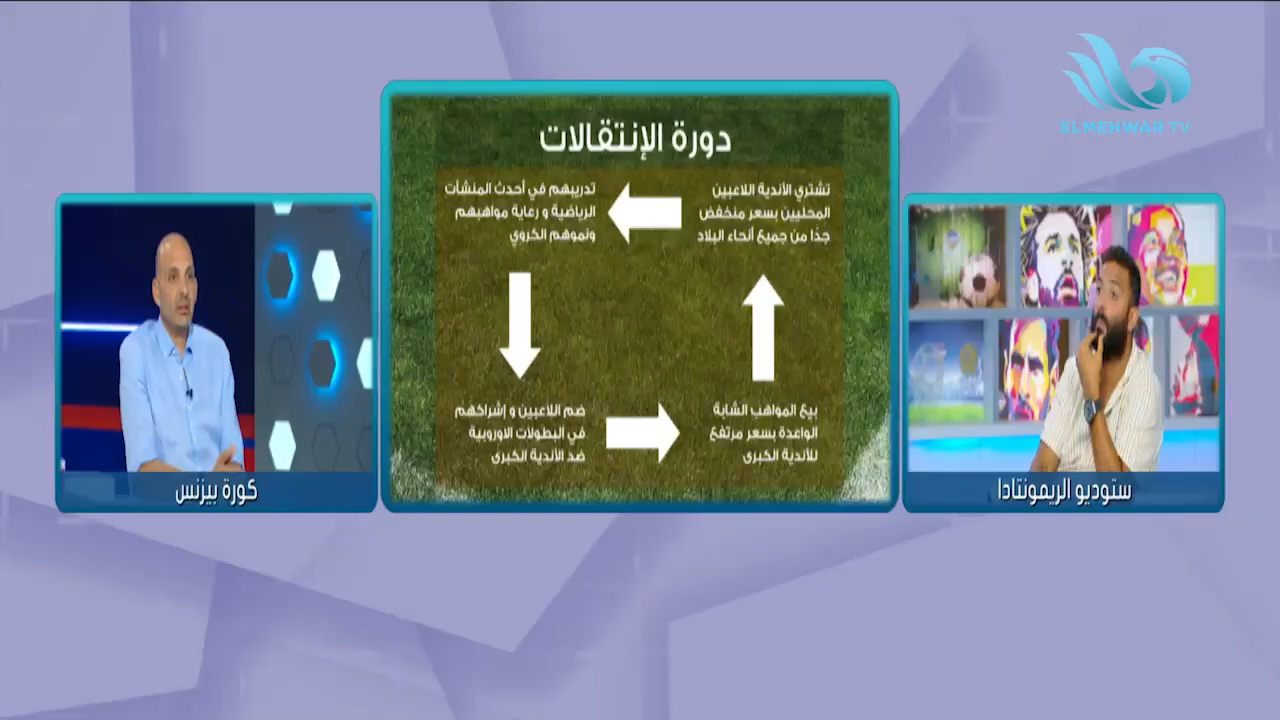 ELMEHWAR TV
دورة الإنتقالات
تشتري الأندية اللاعبين
المحليين بسعر منخفض
جدًا من جميع أنحاء البلاد
تدريبهم في أحدث المنشأت
الرياضية و رعاية مواهبهم
ونموهم الكروي
ضم اللاعبين و إشراكهم
في البطولات الاوروبية
ضد الأندية الكبرى
بيع المواهب الشابة
الواعدة بسعر مرتفع
للأندية الكبرى
ستوديو الريمونتادا
كورة بيزنس